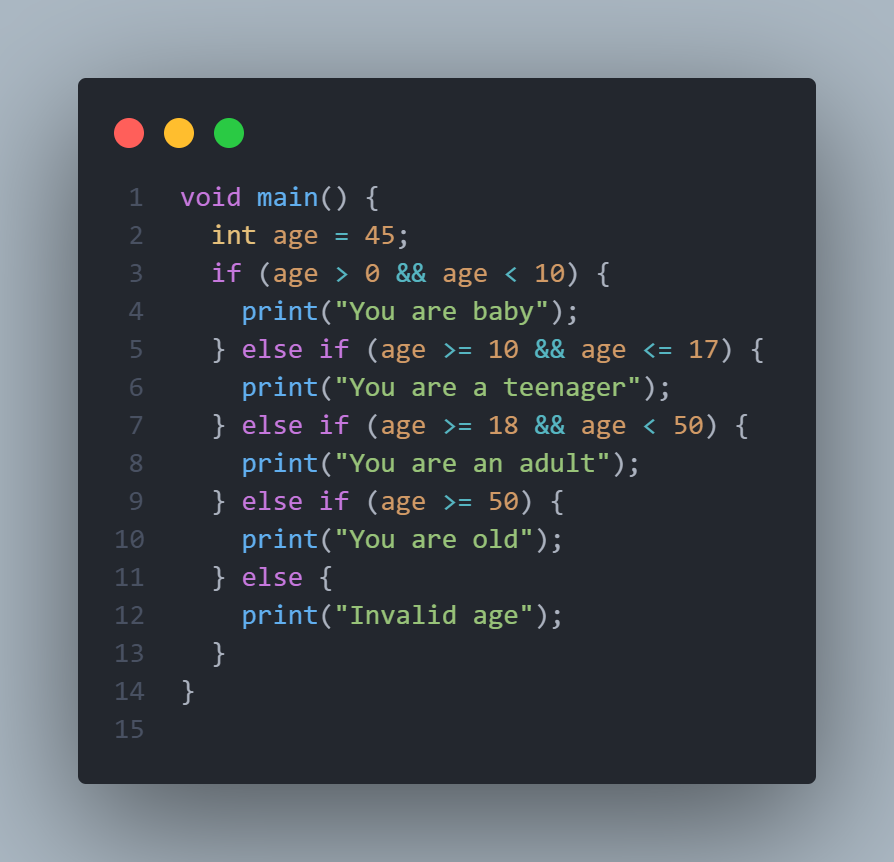 1 void main() {
2   int age = 45;
3   if (age > 0 && age < 10) {
4     print("You are baby");
5   } else if (age >= 10 && age <= 17) {
6     print("You are a teenager");
7   } else if (age >= 18 && age < 50) {
8     print("You are an adult");
9   } else if (age >= 50) {
10     print("You are old");
11   } else {
12     print("Invalid age");
13   }
14 }
15